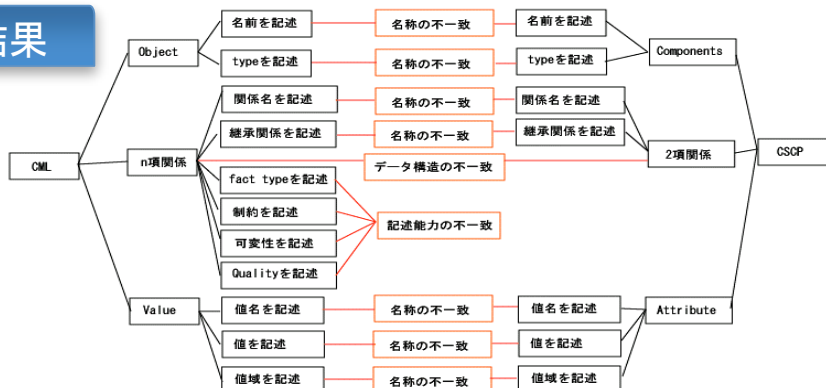 結果
名前を記述
名称の不一致
名前を記述
Object
Components
typeを記述
名称の不一致
typeを記述
関係名を記述
名称の不一致
関係名を記述
継承関係を記述
名称の不一致
継承関係を記述
CML
n項関係
データ構造の不一致
2項関係
CSCP
fact typeを記述
制約を記述
記述能力の不一致
可変性を記述
Qualityを記述
Value
値名を記述
名称の不一致
値名を記述
Attribute
値を記述
名称の不一致
値を記述
値域を記述
名称の不一致
値域を記述